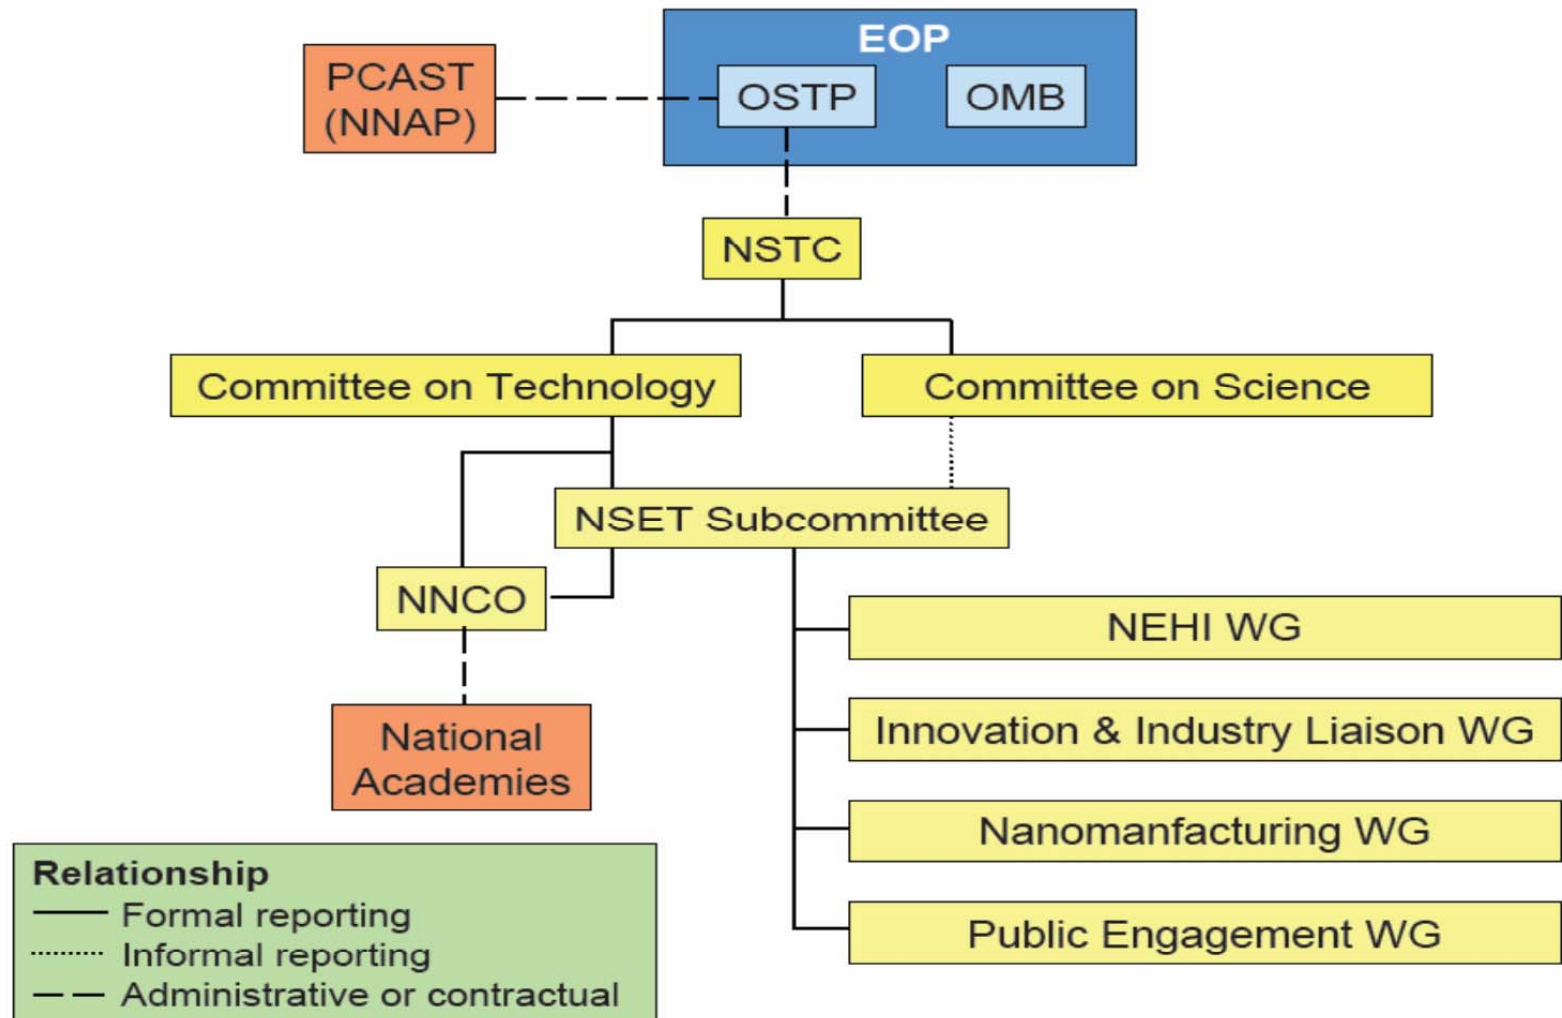 EOP
PCAST
(NNAP)
OSTP
OMB
NSTC
Committee on Technology
Committee on Science
NSET Subcommittee
NNCO
NEHI WG
National
Academies
Innovation & Industry Liaison WG
Nanomanfacturing WG
Public Engagement WG
Relationship
Formal reporting
Informal reporting
Administrative or contractual